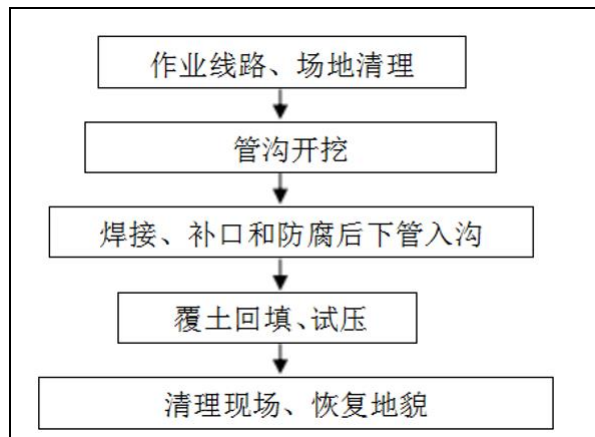 作业线路、场地清理
管沟开挖
焊接、补口和防腐后下管入沟
覆土回填、试压
清理现场、恢复地貌